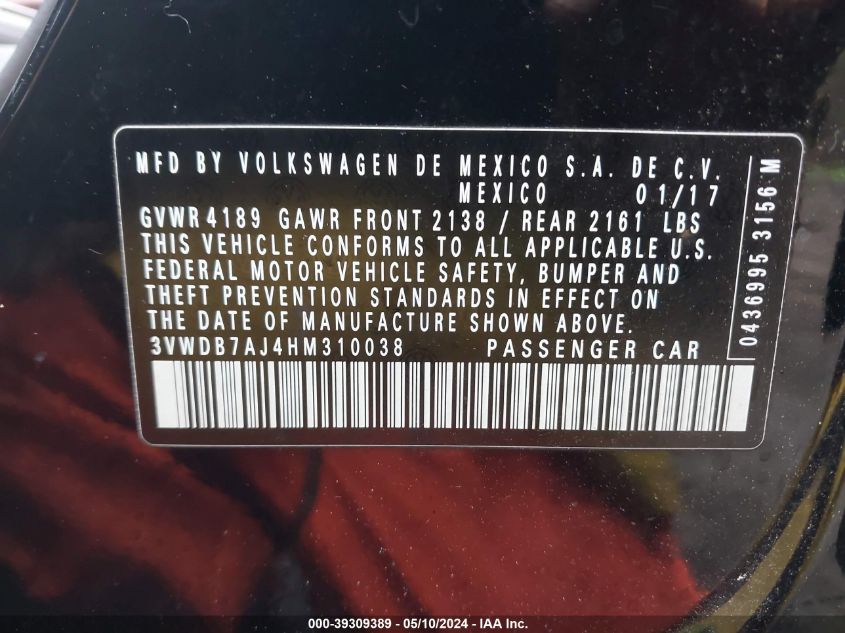 MFD BY VOLKSWAGEN DE MEXICO S.A. DE C.V.
MEXICO 01/17
GVWR 4189 GAWR FRONT 2138 / REAR 2161 LBS
THIS VEHICLE CONFORMS TO ALL APPLICABLE U.S.
FEDERAL MOTOR VEHICLE SAFETY, BUMPER AND
THEFT PREVENTION STANDARDS IN EFFECT ON
THE DATE OF MANUFACTURE SHOWN ABOVE.
3VWDB7AJ4HM310038 PASSENGER CAR
0436995 3156 M
000-39309389 - 05/10/2024 - IAA Inc.